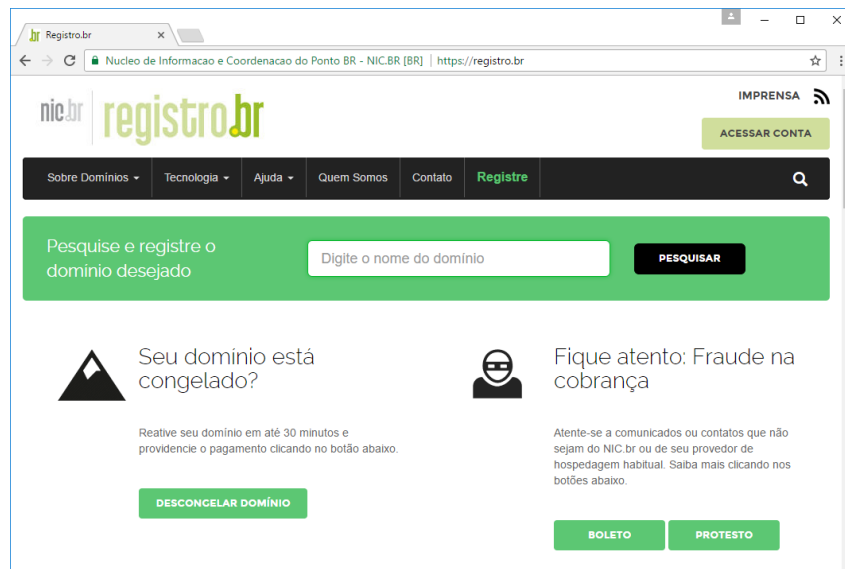 Registro.br
Nucleo de Informacao e Coordenacao do Ponto BR - NIC.BR [BR] | https://registro.br
IMPRENSA
nic.br registro.br
ACESSAR CONTA
Sobre Domínios Tecnologia Ajuda Quem Somos Contato Registre
Pesquise e registre o
domínio desejado
Digite o nome do domínio
PESQUISAR
Seu domínio está
congelado?
Reative seu domínio em até 30 minutos e
providencie o pagamento clicando no botão abaixo.
DESCONGELAR DOMÍNIO
Fique atento: Fraude na
cobrança
Atente-se a comunicados ou contatos que não
sejam do NIC.br ou de seu provedor de
hospedagem habitual. Saiba mais clicando nos
botões abaixo.
BOLETO PROTESTO